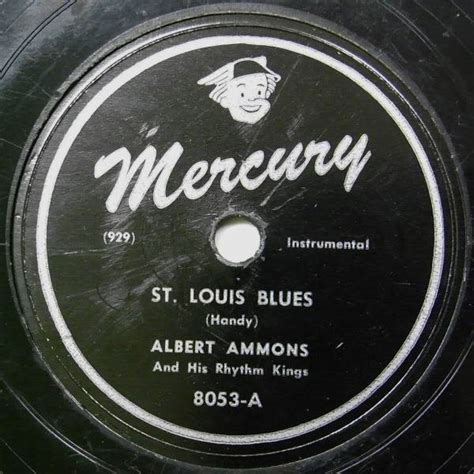 Mercury
(929)
Instrumental
ST. LOUIS BLUES
(Handy)
ALBERT AMMONS
And His Rhythm Kings
8053-A